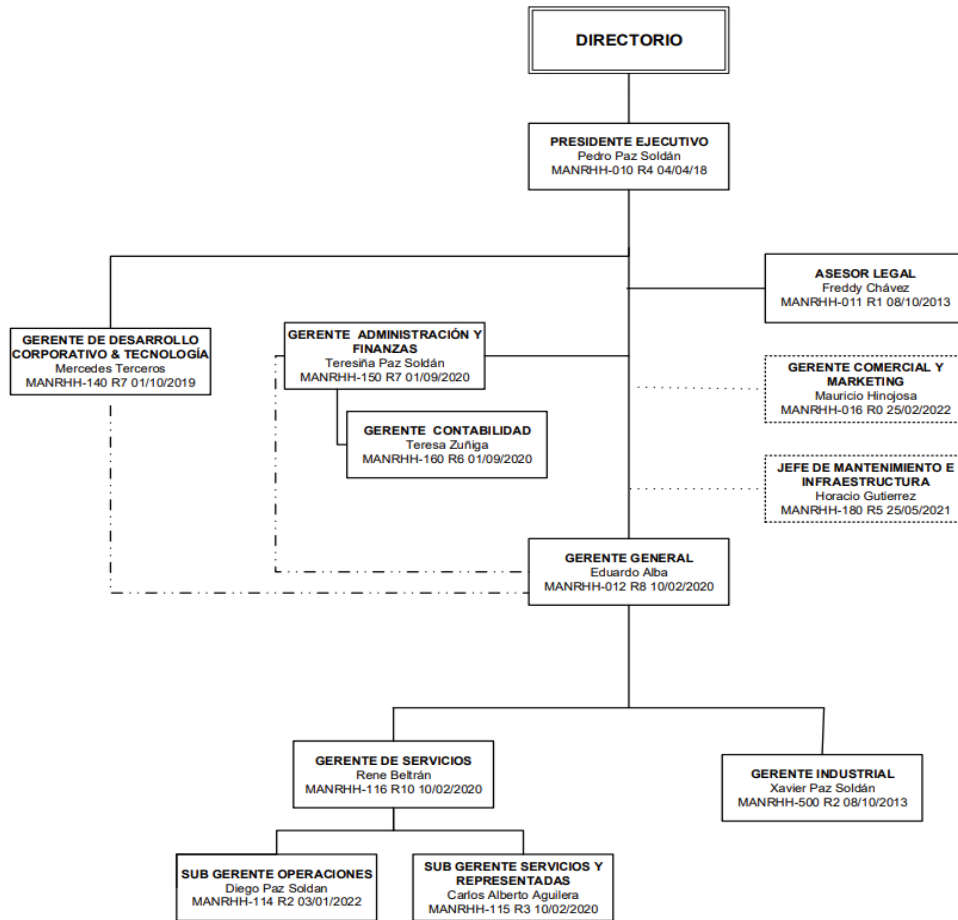 DIRECTORIO
PRESIDENTE EJECUTIVO
Pedro Paz Soldán
MANRHH-010 R4 04/04/18
ASESOR LEGAL
Freddy Chávez
MANRHH-011 R1 08/10/2013
GERENTE DE DESARROLLO
CORPORATIVO & TECNOLOGÍA
Mercedes Terceros
MANRHH-140 R7 01/10/2019
GERENTE ADMINISTRACIÓN Y
FINANZAS
Teresiña Paz Soldán
MANRHH-150 R7 01/09/2020
GERENTE COMERCIAL Y
MARKETING
Mauricio Hinojosa
MANRHH-016 R0 25/02/2022
GERENTE CONTABILIDAD
Teresa Zuñiga
MANRHH-160 R6 01/09/2020
JEFE DE MANTENIMIENTO E
INFRAESTRUCTURA
Horacio Gutierrez
MANRHH-180 R5 25/05/2021
GERENTE GENERAL
Eduardo Alba
MANRHH-012 R8 10/02/2020
GERENTE DE SERVICIOS
Rene Beltrán
MANRHH-116 R10 10/02/2020
GERENTE INDUSTRIAL
Xavier Paz Soldán
MANRHH-500 R2 08/10/2013
SUB GERENTE OPERACIONES
Diego Paz Soldan
MANRHH-114 R2 03/01/2022
SUB GERENTE SERVICIOS Y
REPRESENTADAS
Carlos Alberto Aguilera
MANRHH-115 R3 10/02/2020